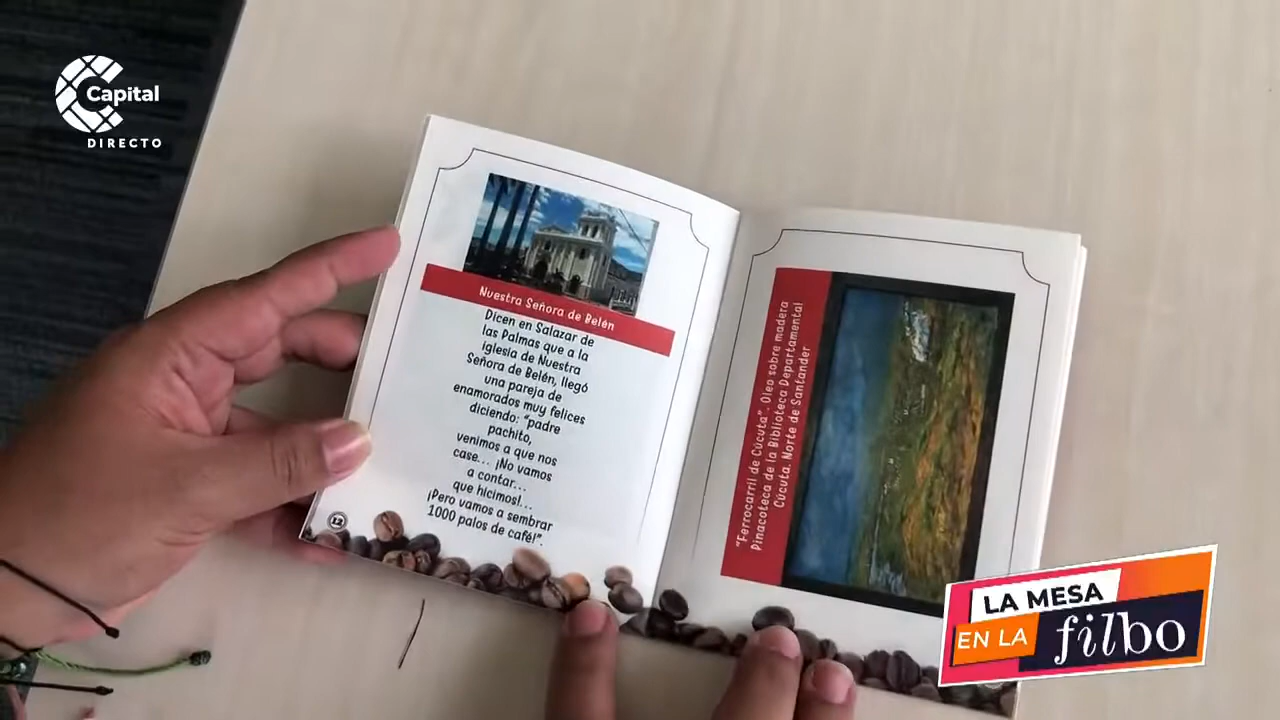 Capital
DIRECTO
Nuestra Señora de Belén
Dicen en Salazar de
las Palmas que a la
iglesia de Nuestra
Señora de Belén, llegó
una pareja de
enamorados muy felices
diciendo: “padre
pachito,
venimos a que nos
case... ¡No vamos
a contar...
que hicimos!...
¡Pero vamos a sembrar
1000 palos de café!”.
12
“Ferrocarril de Cúcuta”. Oleo sobre madera
Pinacoteca de la Biblioteca Departamental
Cúcuta. Norte de Santander
LA MESA
EN LA filbo